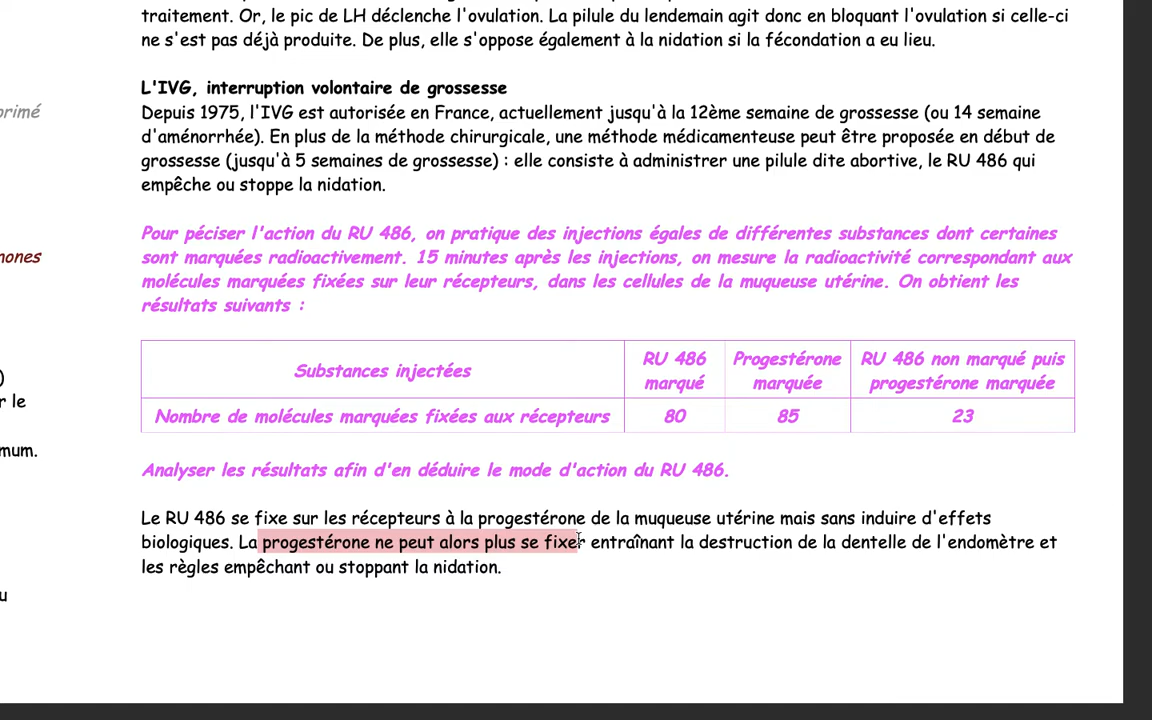 traitement. Or, le pic de LH déclenche l'ovulation. La pilule du lendemain agit donc en bloquant l'ovulation si celle-ci
ne s'est pas déjà produite. De plus, elle s'oppose également à la nidation si la fécondation a eu lieu.
L'IVG, interruption volontaire de grossesse
Depuis 1975, l'IVG est autorisée en France, actuellement jusqu'à la 12ème semaine de grossesse (ou 14 semaine
d'aménorrhée). En plus de la méthode chirurgicale, une méthode médicamenteuse peut être proposée en début de
grossesse (jusqu'à 5 semaines de grossesse) : elle consiste à administrer une pilule dite abortive, le RU 486 qui
empêche ou stoppe la nidation.
Pour péciser l'action du RU 486, on pratique des injections égales de différentes substances dont certaines
sont marquées radioactivement. 15 minutes après les injections, on mesure la radioactivité correspondant aux
molécules marquées fixées sur leur récepteurs, dans les cellules de la muqueuse utérine. On obtient les
résultats suivants :
Substances injectées RU 486 marqué Progestérone marquée RU 486 non marqué puis progestérone marquée
Nombre de molécules marquées fixées aux récepteurs 80 85 23
Analyser les résultats afin d'en déduire le mode d'action du RU 486.
Le RU 486 se fixe sur les récepteurs à la progestérone de la muqueuse utérine mais sans induire d'effets
biologiques. La progestérone ne peut alors plus se fixer entraînant la destruction de la dentelle de l'endomètre et
les règles empêchant ou stoppant la nidation.
primé
mones
)
r le
mum.
u